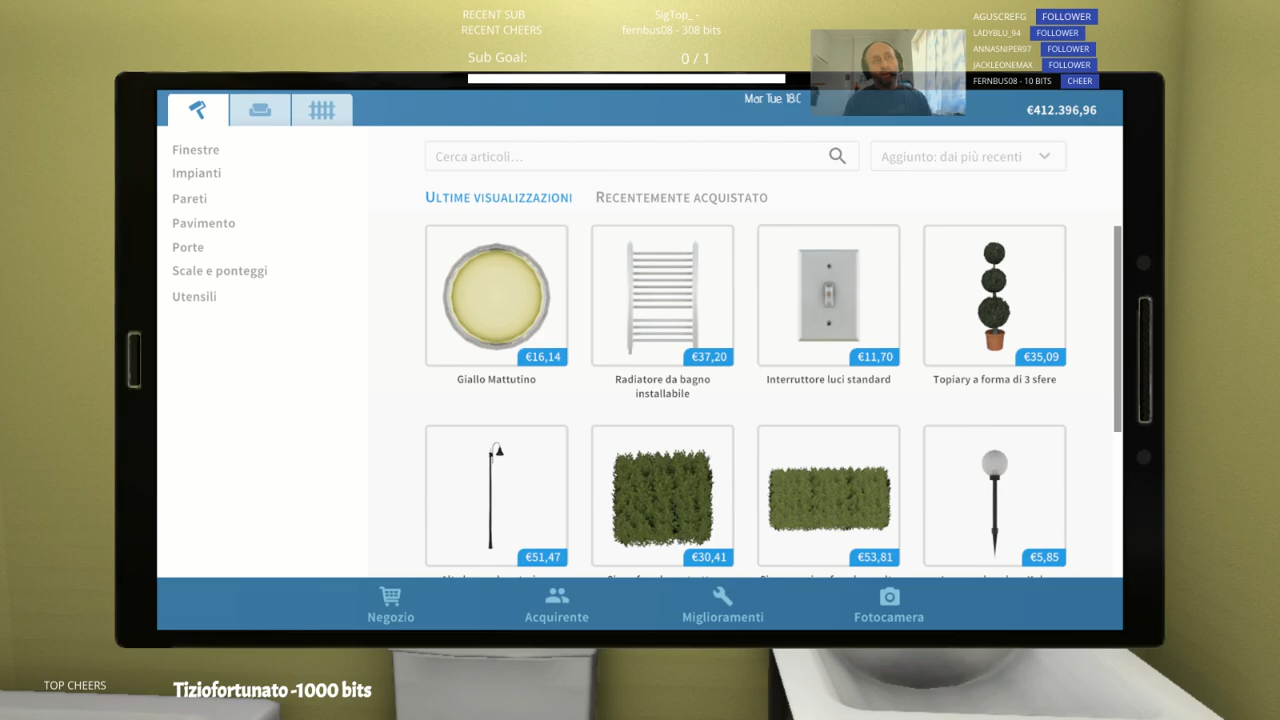 RECENT SUB
SigTop_ -
RECENT CHEERS
fernbus08 - 308 bits
Sub Goal:
0 / 1
AGUSCREFG FOLLOWER
LADYBLU_94 FOLLOWER
ANNASNIPER97 FOLLOWER
JACKLEONEMAX FOLLOWER
FERNBUS08 - 10 BITS CHEER
Mar Tue
€412.396,96
Finestre
Impianti
Pareti
Pavimento
Porte
Scale e ponteggi
Utensili
Cerca articoli...
Aggiunto: dai più recenti
ULTIME VISUALIZZAZIONI
RECENTEMENTE ACQUISTATO
€16,14
€37,20
€11,70
€35,09
Giallo Mattutino
Radiatore da bagno
installabile
Interruttore luci standard
Topiary a forma di 3 sfere
€51,47
€30,41
€53,81
€5,85
Negozio
Acquirente
Miglioramenti
Fotocamera
TOP CHEERS
Tiziofortunato -1000 bits